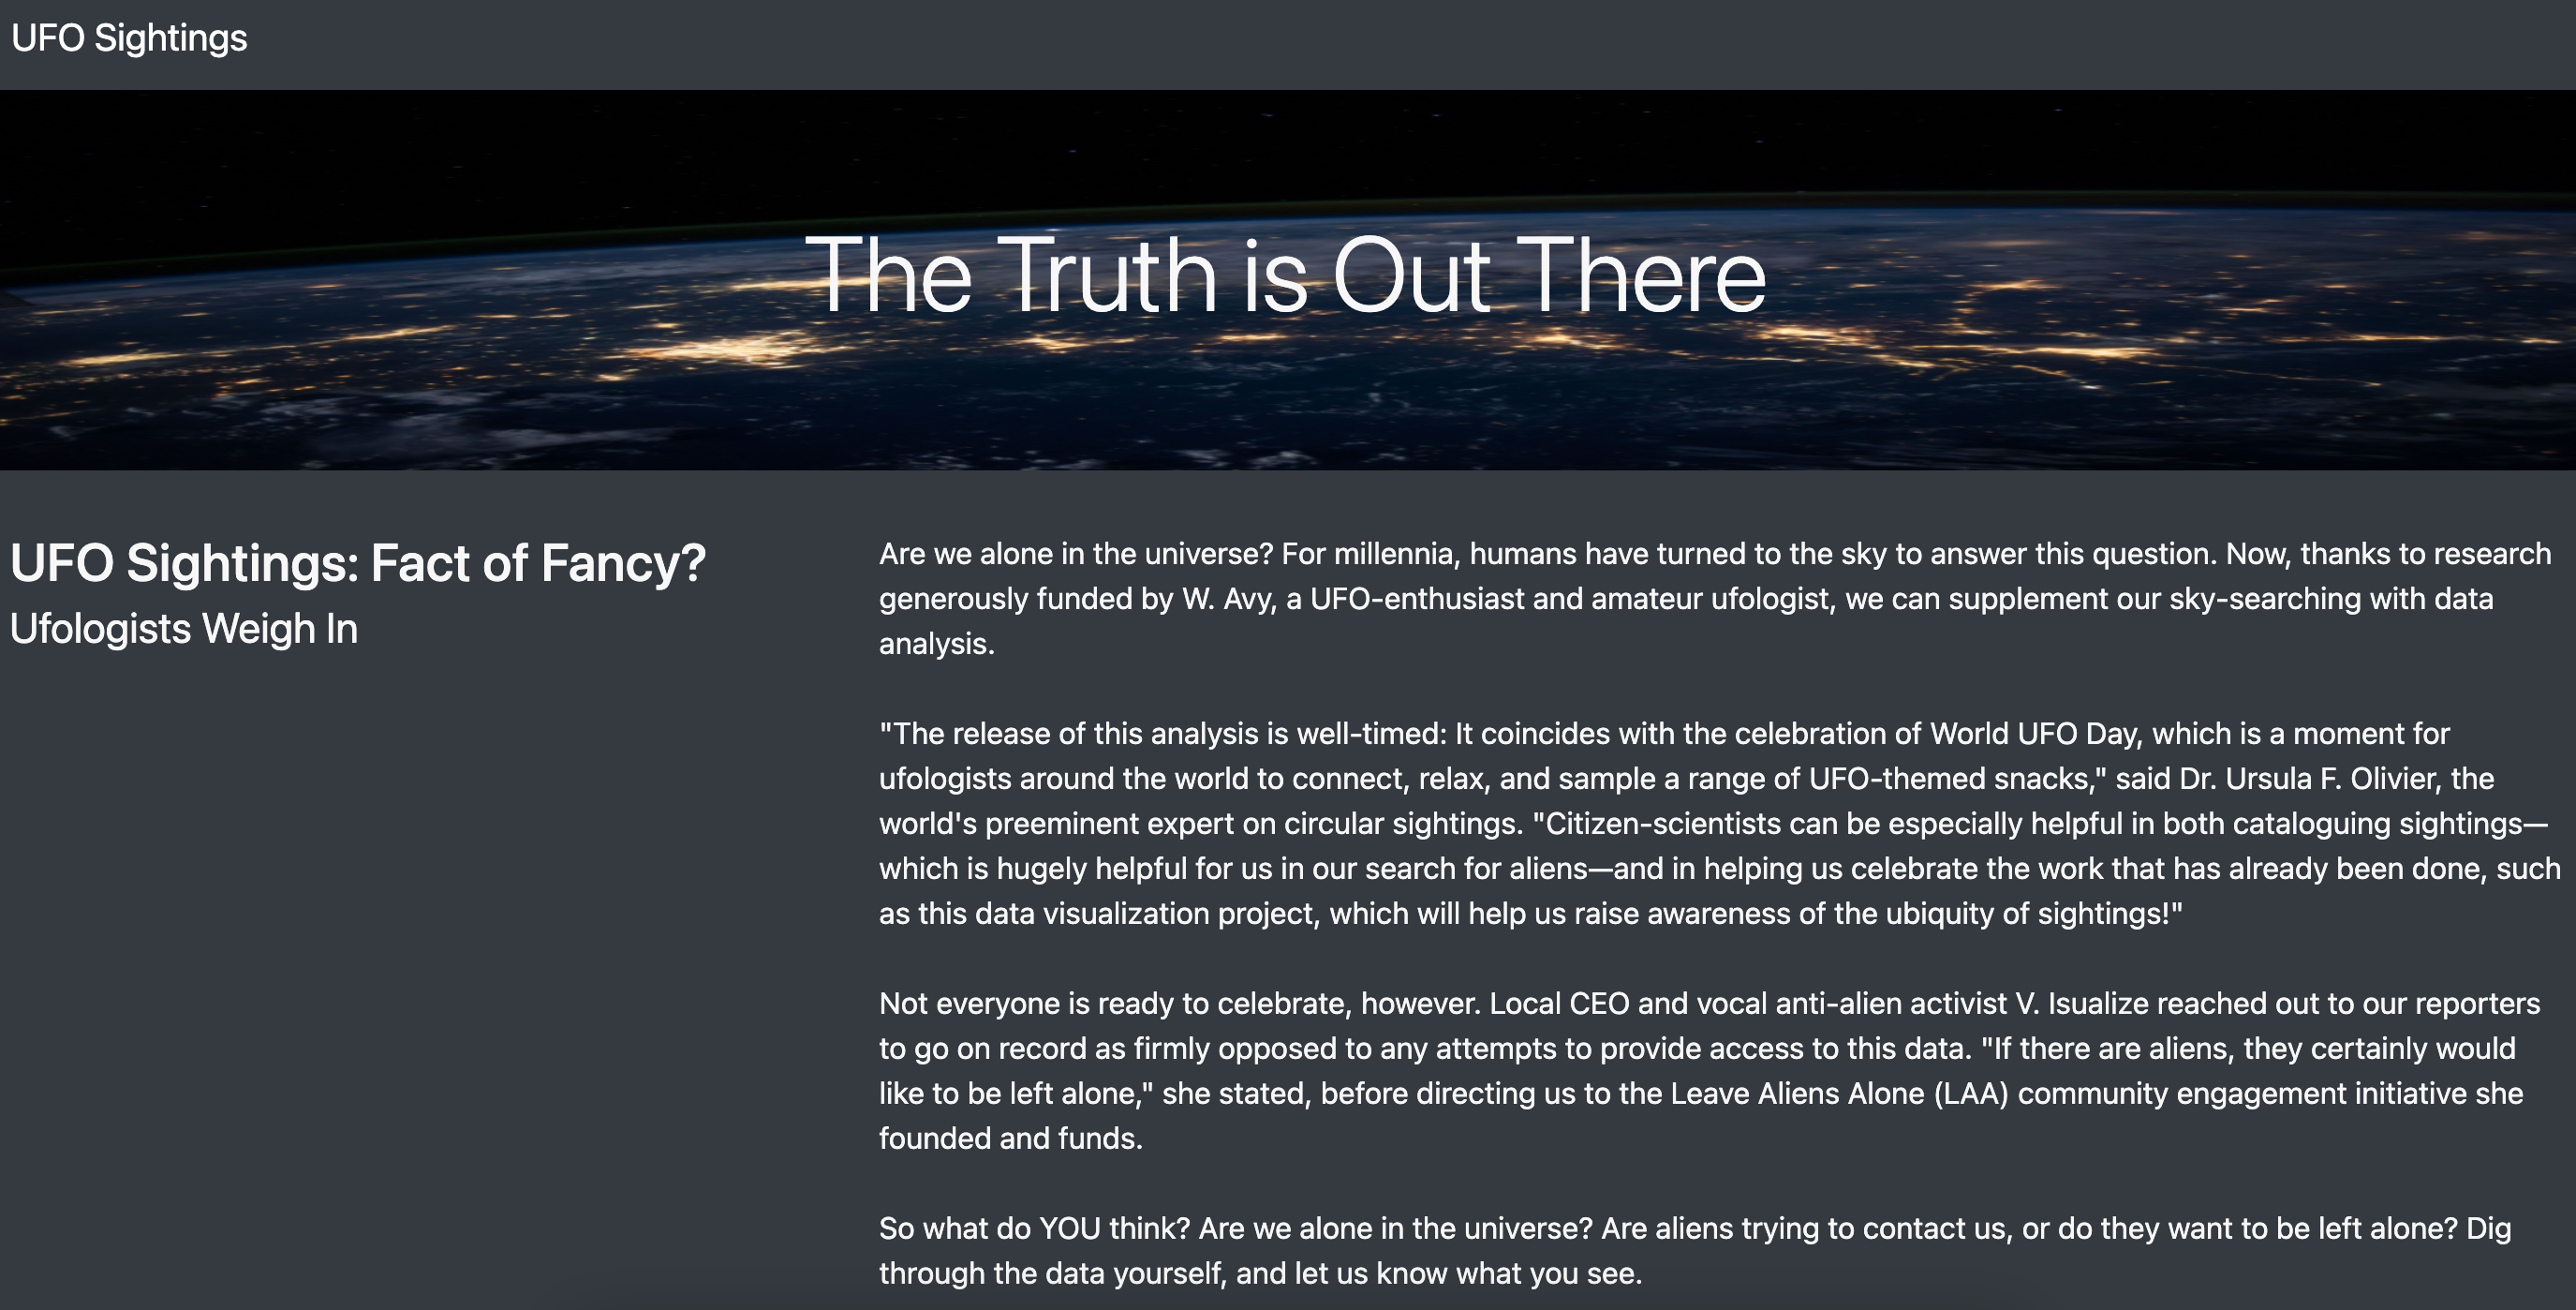 UFO Sightings
The Truth is Out There
UFO Sightings: Fact of Fancy?
Ufologists Weigh In
Are we alone in the universe? For millennia, humans have turned to the sky to answer this question. Now, thanks to research
generously funded by W. Avy, a UFO-enthusiast and amateur ufologist, we can supplement our sky-searching with data
analysis.
"The release of this analysis is well-timed: It coincides with the celebration of World UFO Day, which is a moment for
ufologists around the world to connect, relax, and sample a range of UFO-themed snacks," said Dr. Ursula F. Olivier, the
world's preeminent expert on circular sightings. "Citizen-scientists can be especially helpful in both cataloguing sightings—
which is hugely helpful for us in our search for aliens—and in helping us celebrate the work that has already been done, such
as this data visualization project, which will help us raise awareness of the ubiquity of sightings!"
Not everyone is ready to celebrate, however. Local CEO and vocal anti-alien activist V. Isualize reached out to our reporters
to go on record as firmly opposed to any attempts to provide access to this data. "If there are aliens, they certainly would
like to be left alone," she stated, before directing us to the Leave Aliens Alone (LAA) community engagement initiative she
founded and funds.
So what do YOU think? Are we alone in the universe? Are aliens trying to contact us, or do they want to be left alone? Dig
through the data yourself, and let us know what you see.